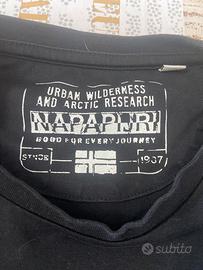 URBAN WILDERNESS
AND ARCTIC RESEARCH
NAPAPIJRI
GOOD FOR EVERY JOURNEY
SINCE 1987
subito